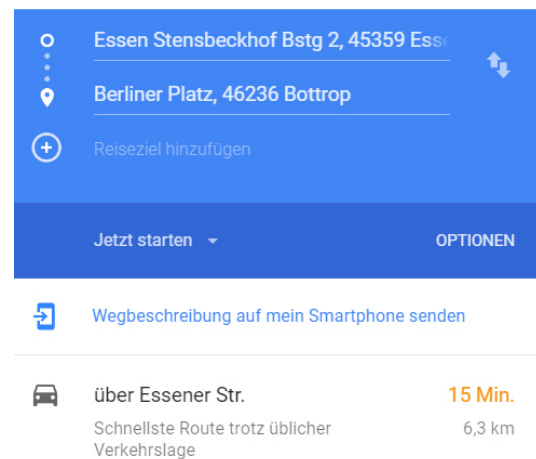 Essen Stensbeckhof Bstg 2, 45359 Esse
Berliner Platz, 46236 Bottrop
Reiseziel hinzufügen
Jetzt starten OPTIONEN
Wegbeschreibung auf mein Smartphone senden
über Essener Str. 15 Min.
Schnellste Route trotz üblicher 6,3 km
Verkehrslage